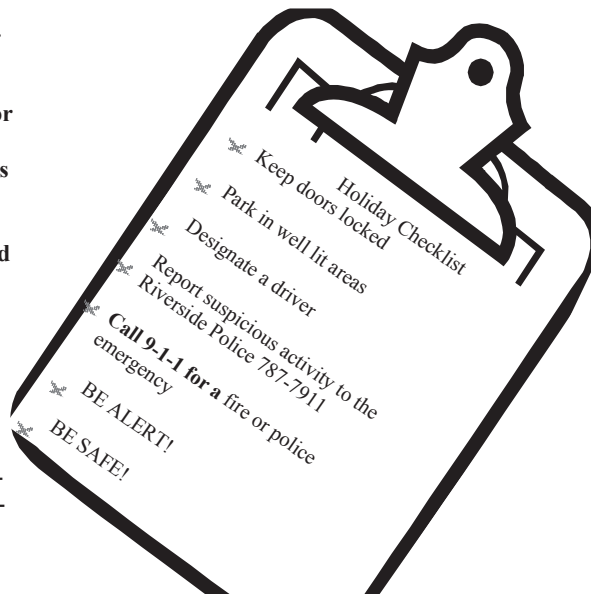 or
s
d
-
-
Holiday Checklist
Keep doors locked
Park in well lit areas
Designate a driver
Report suspicious activity to the
Riverside Police 787-7911
Call 9-1-1 for a fire or police
emergency
BE ALERT!
BE SAFE!